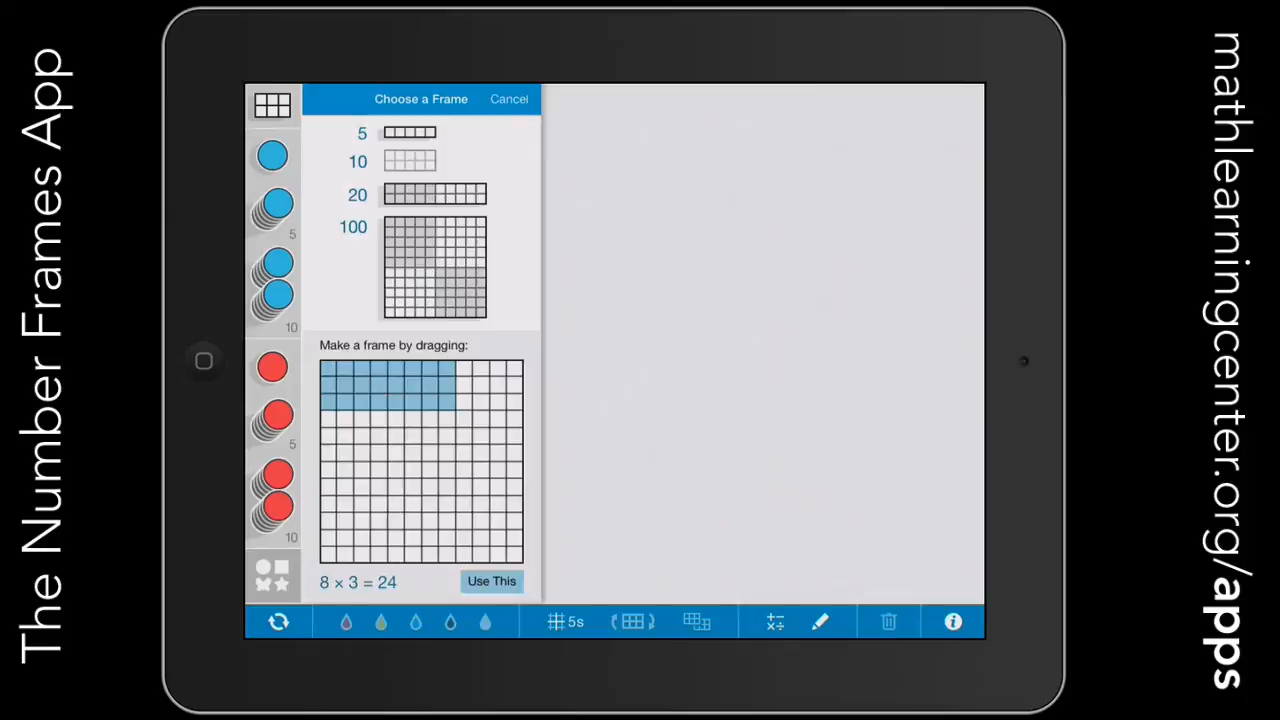 The Number Frames App
Choose a Frame Cancel
5
10
20
100
5
10
5
10
Make a frame by dragging:
8 × 3 = 24
Use This
5s
mathlearningcenter.org/apps